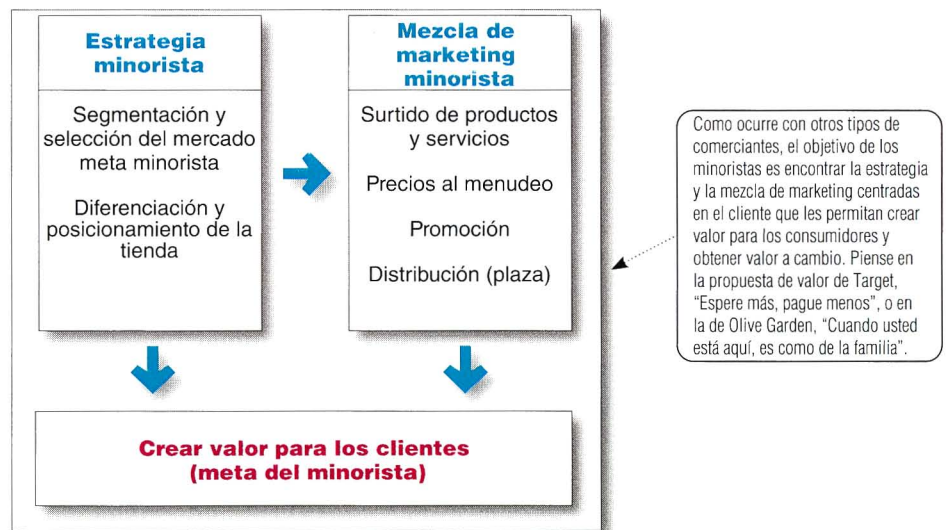 Estrategia
minorista
Segmentación y
selección del mercado
meta minorista
Diferenciación y
posicionamiento de la
tienda
Mezcla de
marketing
minorista
Surtido de productos
y servicios
Precios al menudeo
Promoción
Distribución (plaza)
Crear valor para los clientes
(meta del minorista)
Como ocurre con otros tipos de
comerciantes, el objetivo de los
minoristas es encontrar la estrategia
y la mezcla de marketing centradas
en el cliente que les permitan crear
valor para los consumidores y
obtener valor a cambio. Piense en
la propuesta de valor de Target,
“Espere más, pague menos”, o en
la de Olive Garden, “Cuando usted
está aquí, es como de la familia”.